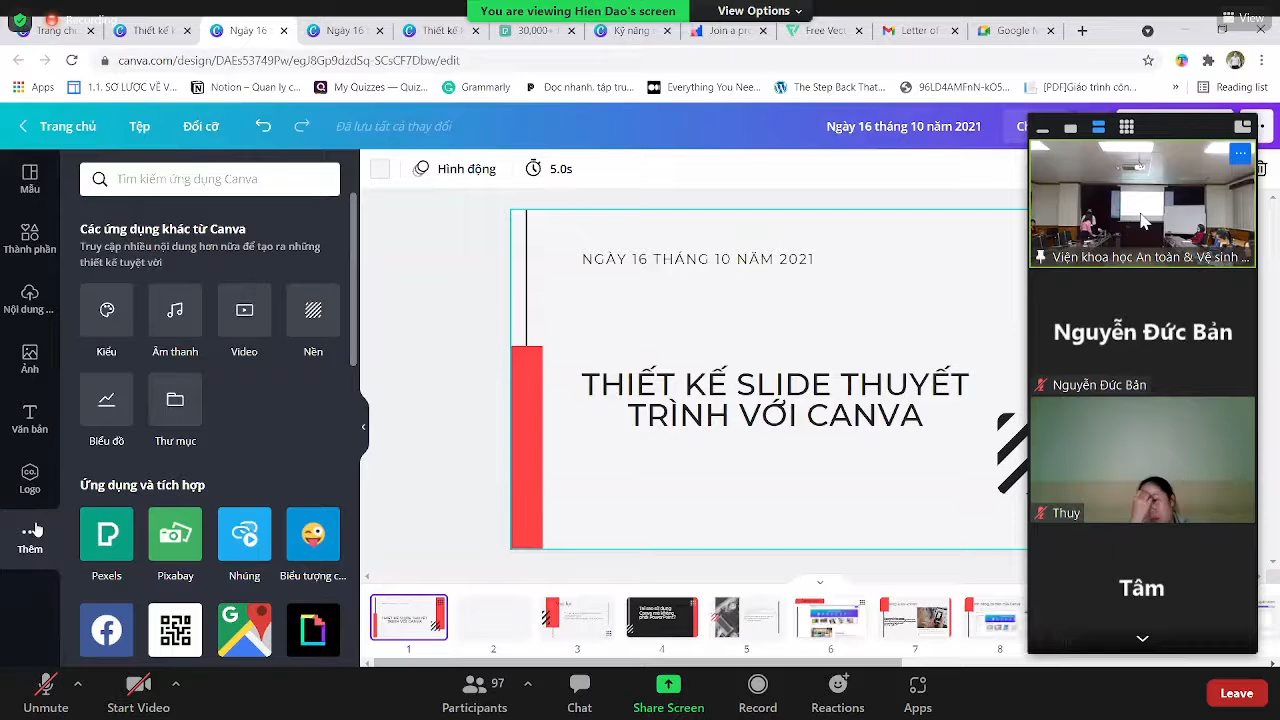 Recording
You are viewing Hien Dao's screen
View Options
View
Trang chủ
Thiết kế
Ngày 16
Ngày 1
Thiết kế
1.000
Kỹ năng
Join a pro
Free Vect
Letter of
Google M
canva.com/design/DAEs53749Pw/egJ8Gp9dzdSq-SCsCF7Dbw/edit
Apps
1.1. SƠ LƯỢC VỀ V...
Notion – Quản lý c...
My Quizzes — Quiz...
Grammarly
Đọc nhanh, tập tru...
Everything You Nee...
The Step Back That...
96LD4AMFnN-KO5...
[PDF]Giáo trình côn...
»
Reading list
Trang chủ
Tệp
Đổi cỡ
Đã lưu tất cả thay đổi
Ngày 16 tháng 10 năm 2021
Mẫu
Thành phần
Nội dung ...
Ảnh
Văn bản
CO.
Logo
Thêm
Tìm kiếm ứng dụng Canva
Các ứng dụng khác từ Canva
Truy cập nhiều nội dung hơn nữa để tạo ra những
thiết kế tuyệt vời
Kiểu
Âm thanh
Video
Nền
Biểu đồ
Thư mục
Ứng dụng và tích hợp
Pexels
Pixabay
Nhúng
Biểu tượng c...
Hình động
5.0s
NGÀY 16 THÁNG 10 NĂM 2021
THIẾT KẾ SLIDE THUYẾT
TRÌNH VỚI CANVA
1
2
3
4
5
6
7
8
Viện khoa học An toàn & Vệ sinh ...
Nguyễn Đức Bản
Nguyễn Đức Bản
Thuy
Tâm
Unmute
Start Video
97
Participants
Chat
Share Screen
Record
Reactions
Apps
Leave